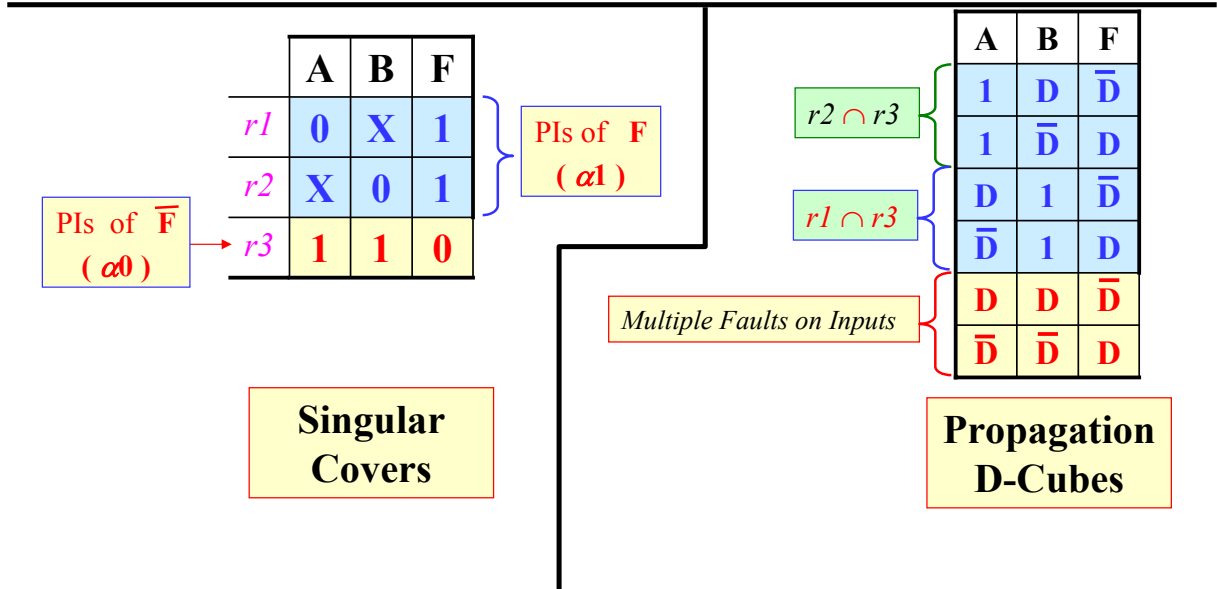 A B F
r1 0 X 1
r2 X 0 1
r3 1 1 0
PIs of F
( α1 )
PIs of F̅
( α0 )
Singular
Covers
A B F
1 D D̅
1 D̅ D
D 1 D̅
D̅ 1 D
D D D̅
D̅ D̅ D
r2 ∩ r3
r1 ∩ r3
Multiple Faults on Inputs
Propagation
D-Cubes